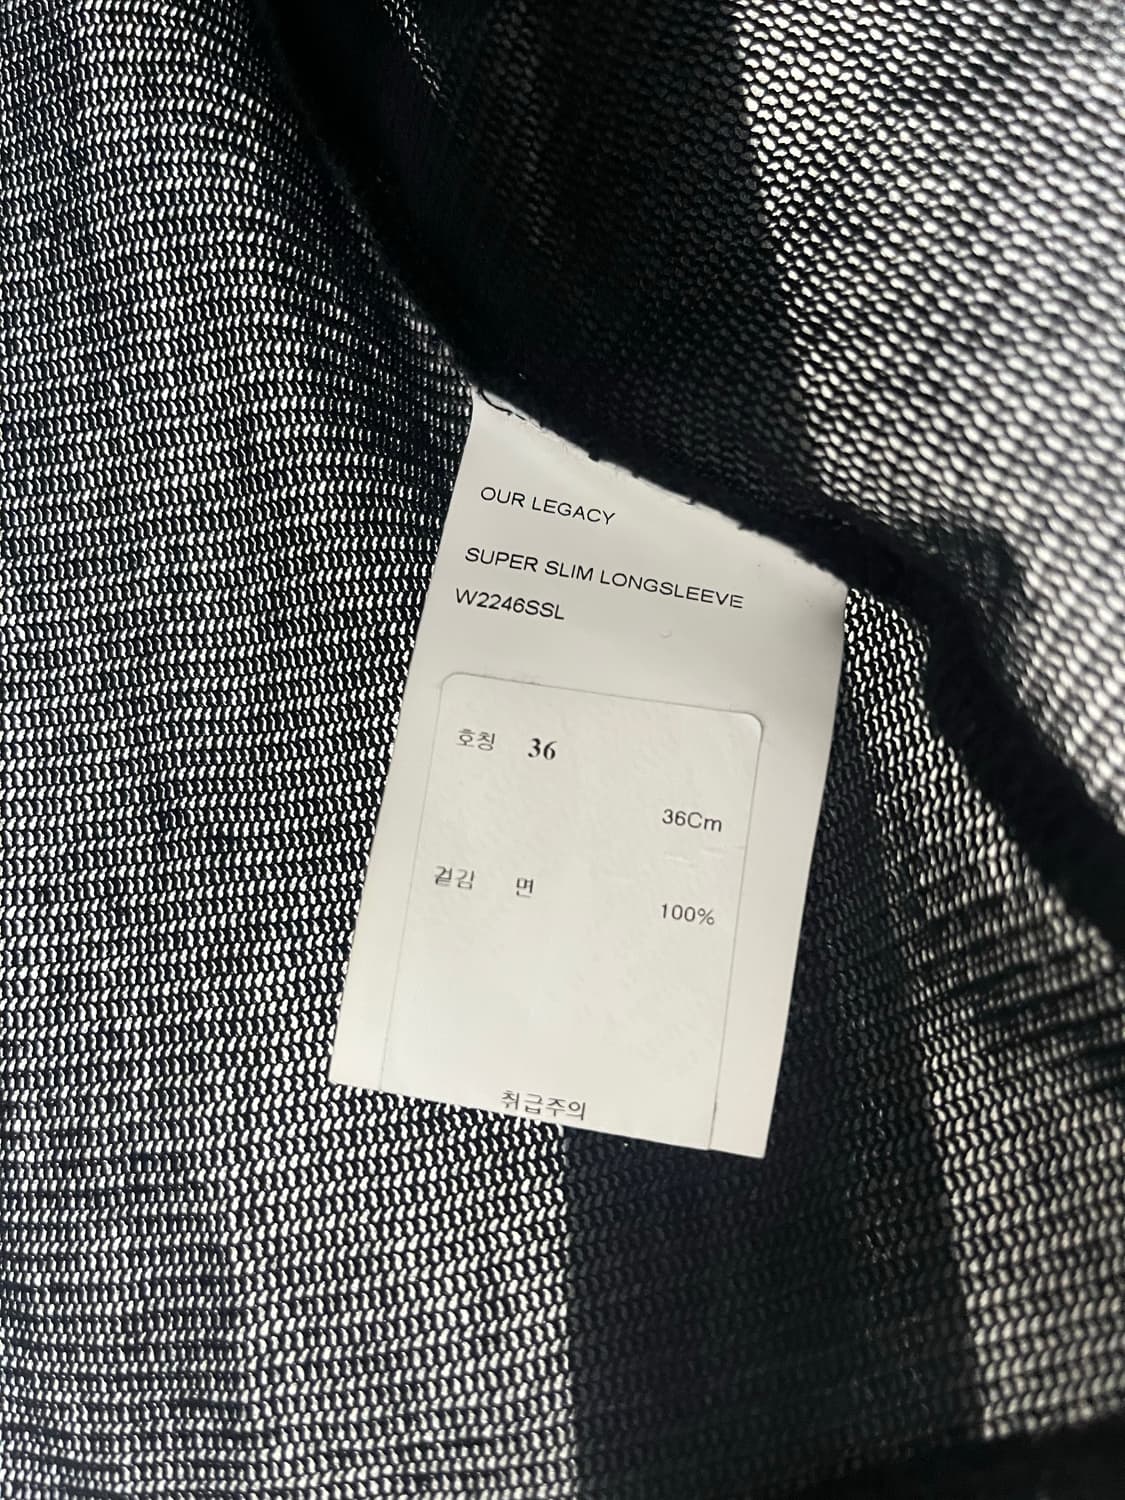 OUR LEGACY
SUPER SLIM LONGSLEEVE
W2246SSL
호칭 36
36Cm
겉감 면
100%
취급주의